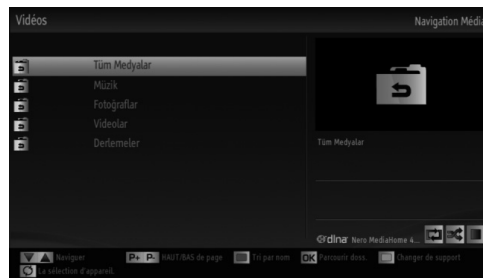 Vidéos
Navigation Média
Tüm Medyalar
Müzik
Fotoğraflar
Videolar
Derlemeler
Tüm Medyalar
dlna Nero MediaHome 4...
Naviguer P+ P- HAUT/BAS de page Tri par nom OK Parcourir doss. Changer de support
La sélection d'appareil.